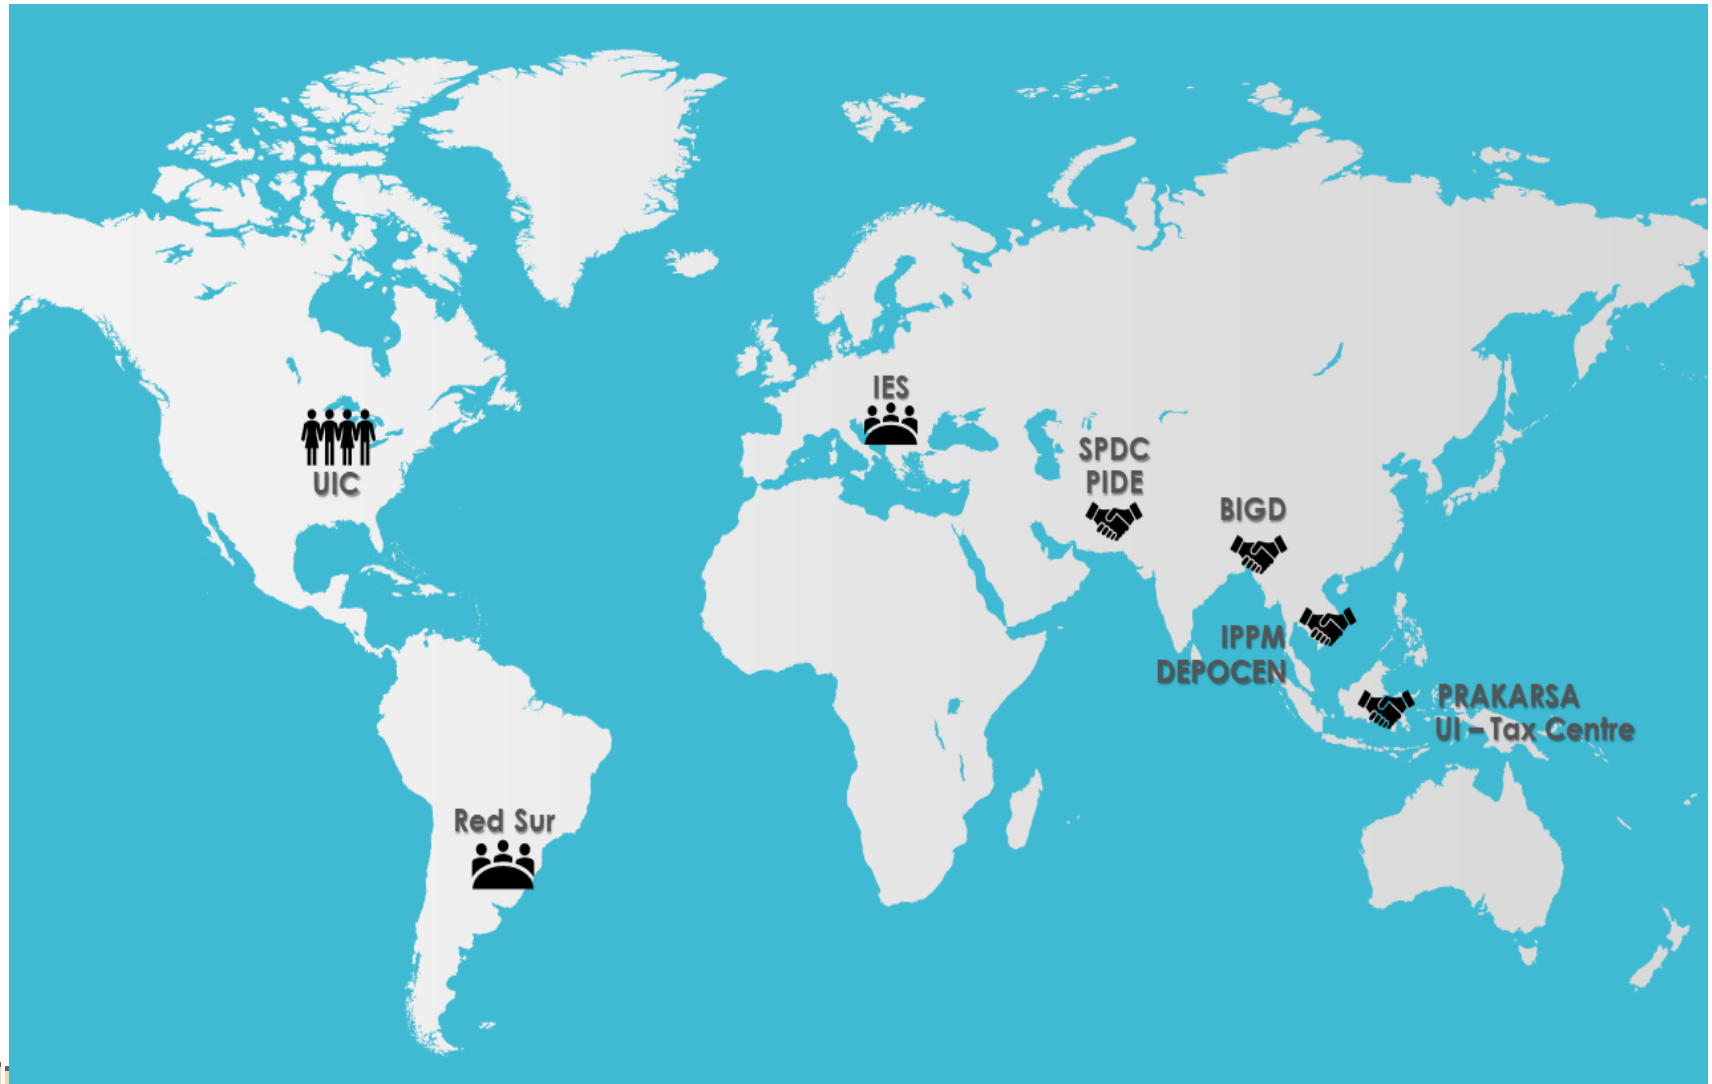 IES
UIC
SPDC
PIDE
BIGD
IPPM
DEPOCEN
PRAKARSA
UI – Tax Centre
Red Sur